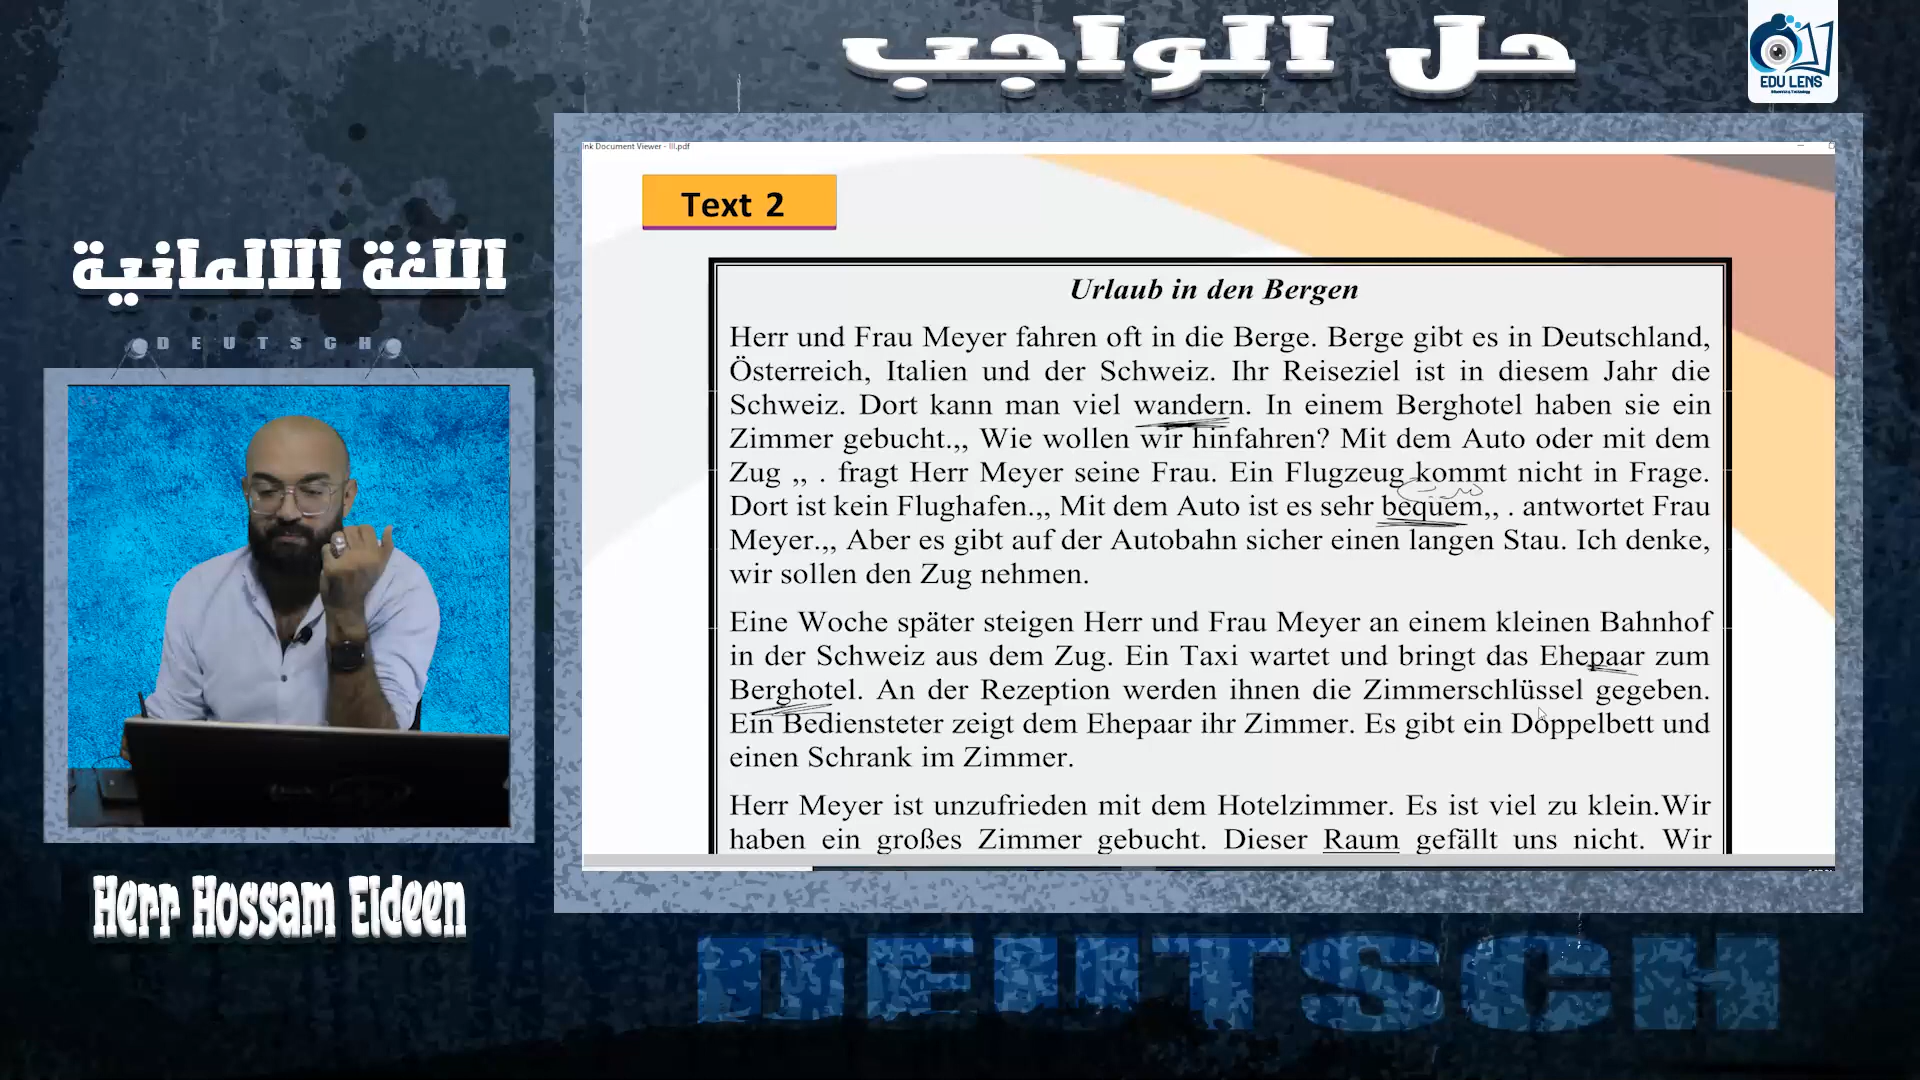 حل الواجب
EDU LENS
Ink Document Viewer - III.pdf
Text 2
اللغة الالمانية
DEUTSCH
Urlaub in den Bergen
Herr und Frau Meyer fahren oft in die Berge. Berge gibt es in Deutschland,
Österreich, Italien und der Schweiz. Ihr Reiseziel ist in diesem Jahr die
Schweiz. Dort kann man viel wandern. In einem Berghotel haben sie ein
Zimmer gebucht.,, Wie wollen wir hinfahren? Mit dem Auto oder mit dem
Zug ,, . fragt Herr Meyer seine Frau. Ein Flugzeug kommt nicht in Frage.
Dort ist kein Flughafen.,, Mit dem Auto ist es sehr bequem,, . antwortet Frau
Meyer.,, Aber es gibt auf der Autobahn sicher einen langen Stau. Ich denke,
wir sollen den Zug nehmen.
Eine Woche später steigen Herr und Frau Meyer an einem kleinen Bahnhof
in der Schweiz aus dem Zug. Ein Taxi wartet und bringt das Ehepaar zum
Berghotel. An der Rezeption werden ihnen die Zimmerschlüssel gegeben.
Ein Bediensteter zeigt dem Ehepaar ihr Zimmer. Es gibt ein Doppelbett und
einen Schrank im Zimmer.
Herr Meyer ist unzufrieden mit dem Hotelzimmer. Es ist viel zu klein.Wir
haben ein großes Zimmer gebucht. Dieser Raum gefällt uns nicht. Wir
Herr Hossam Eldeen
DEUTSCH